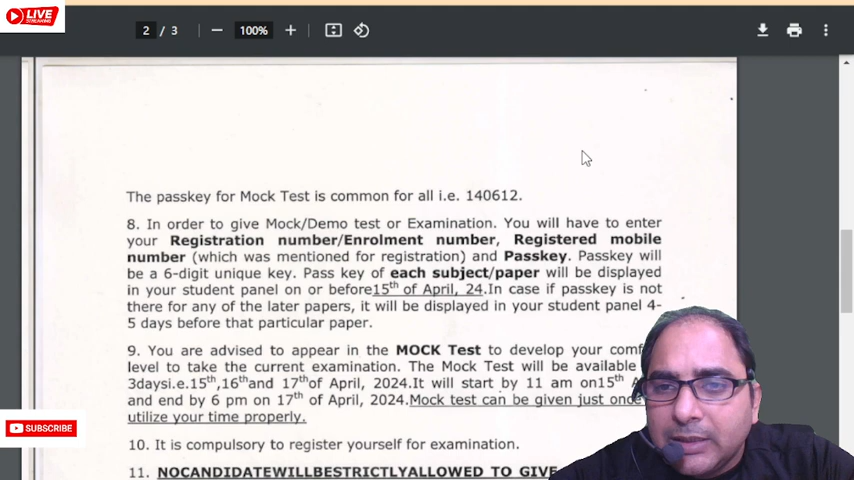 LIVE
STREAMING
2 / 3
100%
The passkey for Mock Test is common for all i.e. 140612.
8. In order to give Mock/Demo test or Examination. You will have to enter
your Registration number/Enrolment number, Registered mobile
number (which was mentioned for registration) and Passkey. Passkey will
be a 6-digit unique key. Pass key of each subject/paper will be displayed
in your student panel on or before15th of April, 24.In case if passkey is not
there for any of the later papers, it will be displayed in your student panel 4-
5 days before that particular paper.
9. You are advised to appear in the MOCK Test to develop your
level to take the current examination. The Mock Test will be available
3daysi.e.15th,16thand 17thof April, 2024.It will start by 11 am on15th
and end by 6 pm on 17th of April, 2024.Mock test can be given just once
utilize your time properly.
10. It is compulsory to register yourself for examination.
11. NOCANDIDATEWILLBESTRICTLYALLOWED TO GIVE
SUBSCRIBE